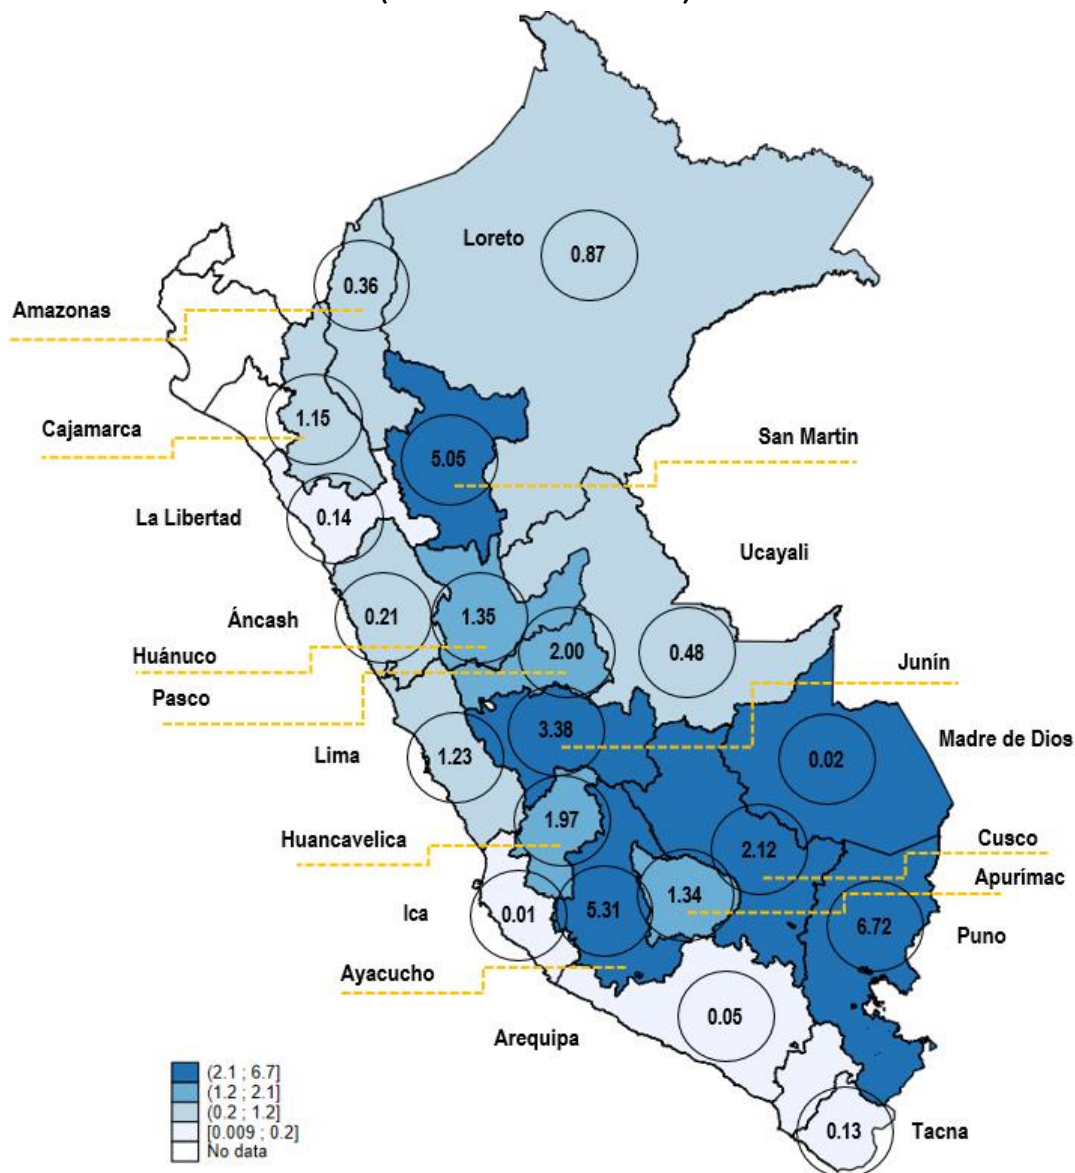 Loreto
0.87
0.36
Amazonas
1.15
Cajamarca
San Martin
5.05
La Libertad
0.14
Ucayali
Áncash
0.21
1.35
Huánuco
2.00
0.48
Junín
Pasco
3.38
Madre de Dios
0.02
Lima
1.23
1.97
Huancavelica
2.12
Cusco
Apurímac
1.34
Ica
0.01
5.31
6.72
Puno
Ayacucho
0.05
Arequipa
(2.1 ; 6.7]
(1.2 ; 2.1]
(0.2 ; 1.2]
[0.009 ; 0.2]
No data
0.13
Tacna